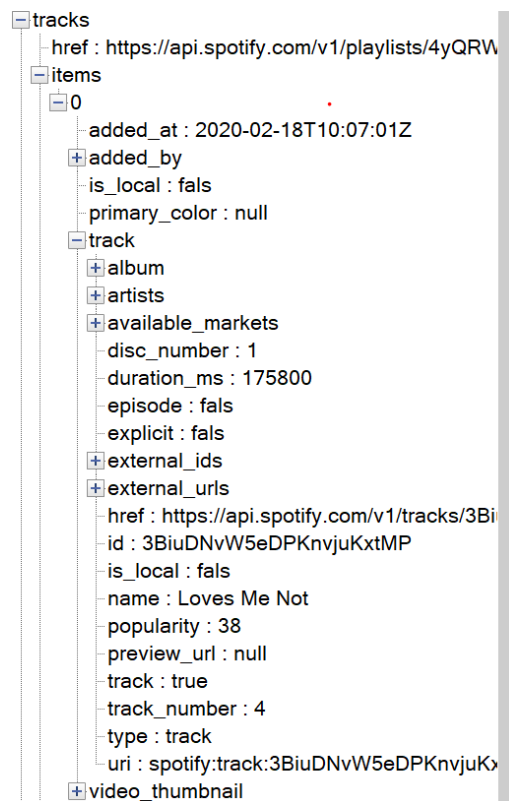 tracks
href : https://api.spotify.com/v1/playlists/4yQRW
items
0
added_at : 2020-02-18T10:07:01Z
added_by
is_local : fals
primary_color : null
track
album
artists
available_markets
disc_number : 1
duration_ms : 175800
episode : fals
explicit : fals
external_ids
external_urls
href : https://api.spotify.com/v1/tracks/3Bi
id : 3BiuDNvW5eDPKnvjuKxtMP
is_local : fals
name : Loves Me Not
popularity : 38
preview_url : null
track : true
track_number : 4
type : track
uri : spotify:track:3BiuDNvW5eDPKnvjuKx
video_thumbnail